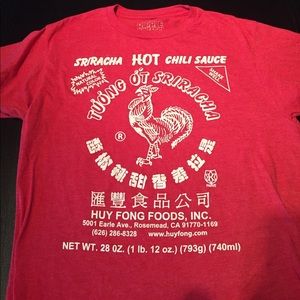 SRIRACHA HOT CHILI SAUCE
TƯƠNG ỚT SRIRACHA
®
甜香
匯豐食品公司
HUY FONG FOODS, INC.
5001 Earle Ave., Rosemead, CA 91770-1169
(626) 286-8328 www.huyfong.com
NET WT. 28 OZ. (1 lb. 12 oz.) (793g) (740ml)